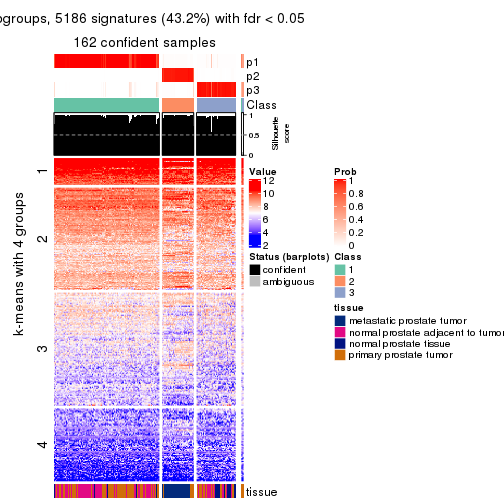 ogroups, 5186 signatures (43.2%) with fdr < 0.05
162 confident samples
p1
p2
p3
Class
1
0.5
0
Silhouette
score
k-means with 4 groups
1
2
3
4
tissue
Value
12
10
8
6
4
2
Prob
1
0.8
0.6
0.4
0.2
0
Status (barplots)
confident
ambiguous
Class
1
2
3
tissue
metastatic prostate tumor
normal prostate adjacent to tumor
normal prostate tissue
primary prostate tumor